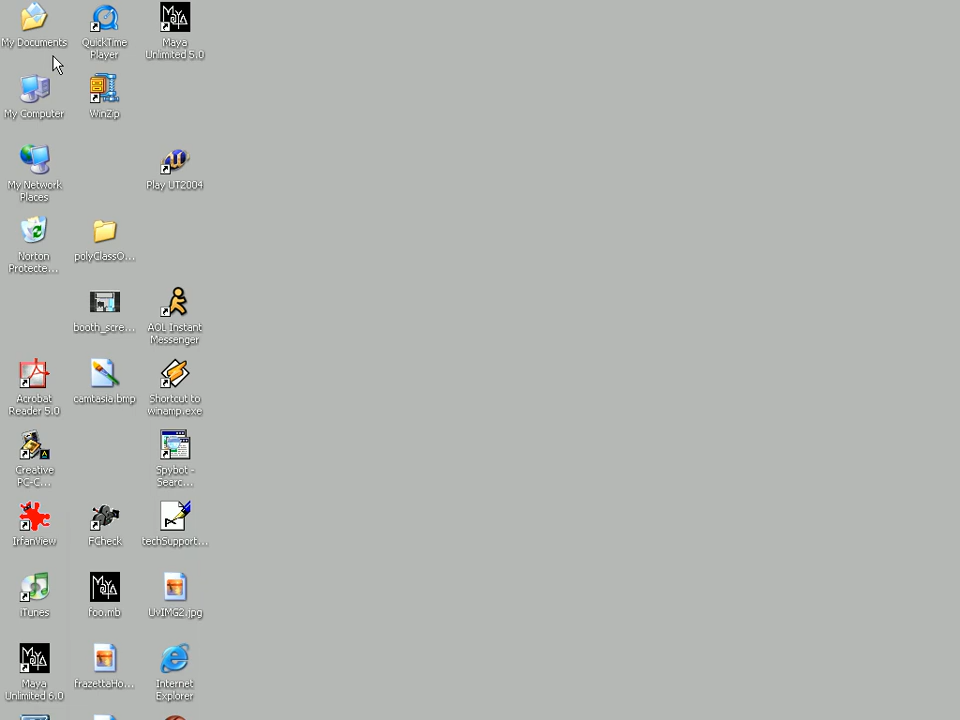 My Documents
QuickTime
Player
Maya
Unlimited 5.0
My Computer
WinZip
My Network
Places
Play UT2004
Norton
Protecte...
polyClassO...
booth_scre...
AOL Instant
Messenger
Acrobat
Reader 5.0
camtasia.bmp
Shortcut to
winamp.exe
Creative
PC-C...
Spybot -
Searc...
IrfanView
FCheck
techSupport...
iTunes
foo.mb
UvIMG2.jpg
Maya
Unlimited 6.0
frazettaHo...
Internet
Explorer